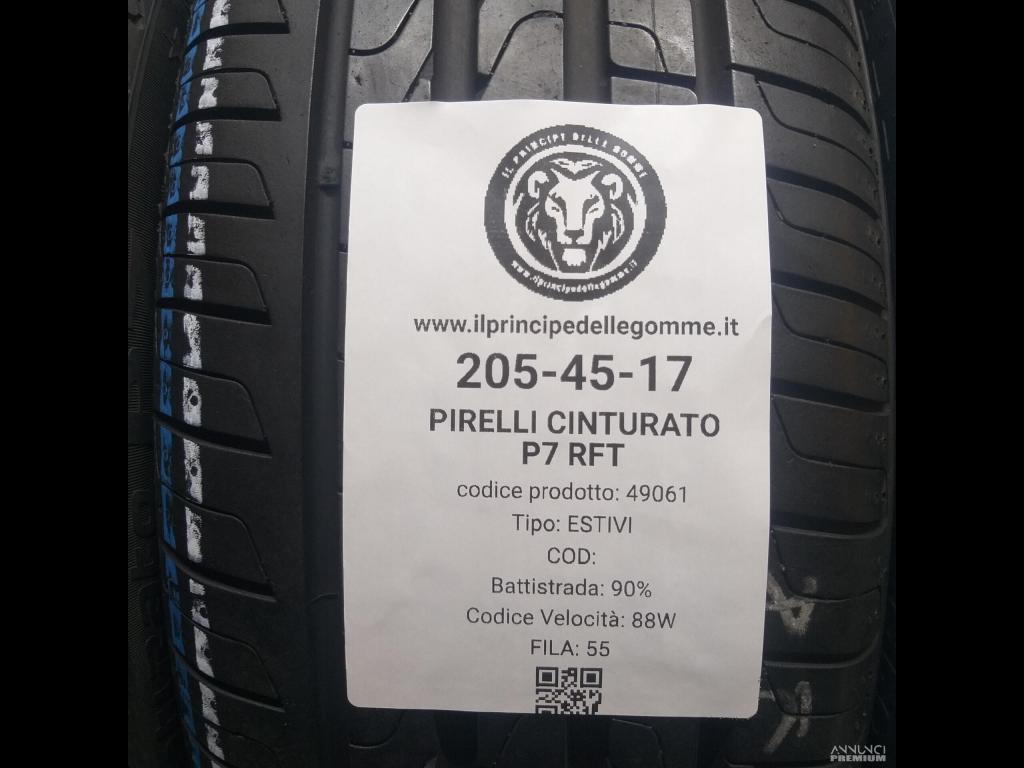 IL PRINCIPE DELLE GOMME
www.ilprincipedellegomme.it
www.ilprincipedellegomme.it
205-45-17
PIRELLI CINTURATO
P7 RFT
codice prodotto: 49061
Tipo: ESTIVI
COD:
Battistrada: 90%
Codice Velocità: 88W
FILA: 55
ANNUNCI
PREMIUM